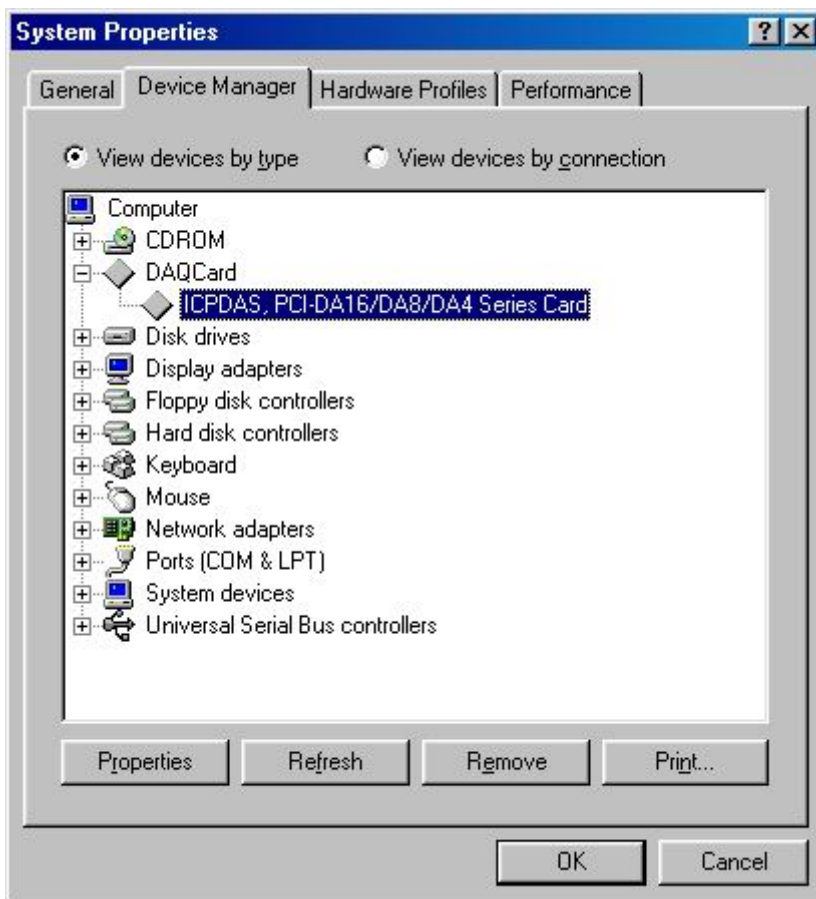 System Properties
General Device Manager Hardware Profiles Performance
View devices by type View devices by connection
Computer
CDROM
DAQCard
ICPDAS, PCI-DA16/DA8/DA4 Series Card
Disk drives
Display adapters
Floppy disk controllers
Hard disk controllers
Keyboard
Mouse
Network adapters
Ports (COM & LPT)
System devices
Universal Serial Bus controllers
Properties Refresh Remove Print...
OK Cancel